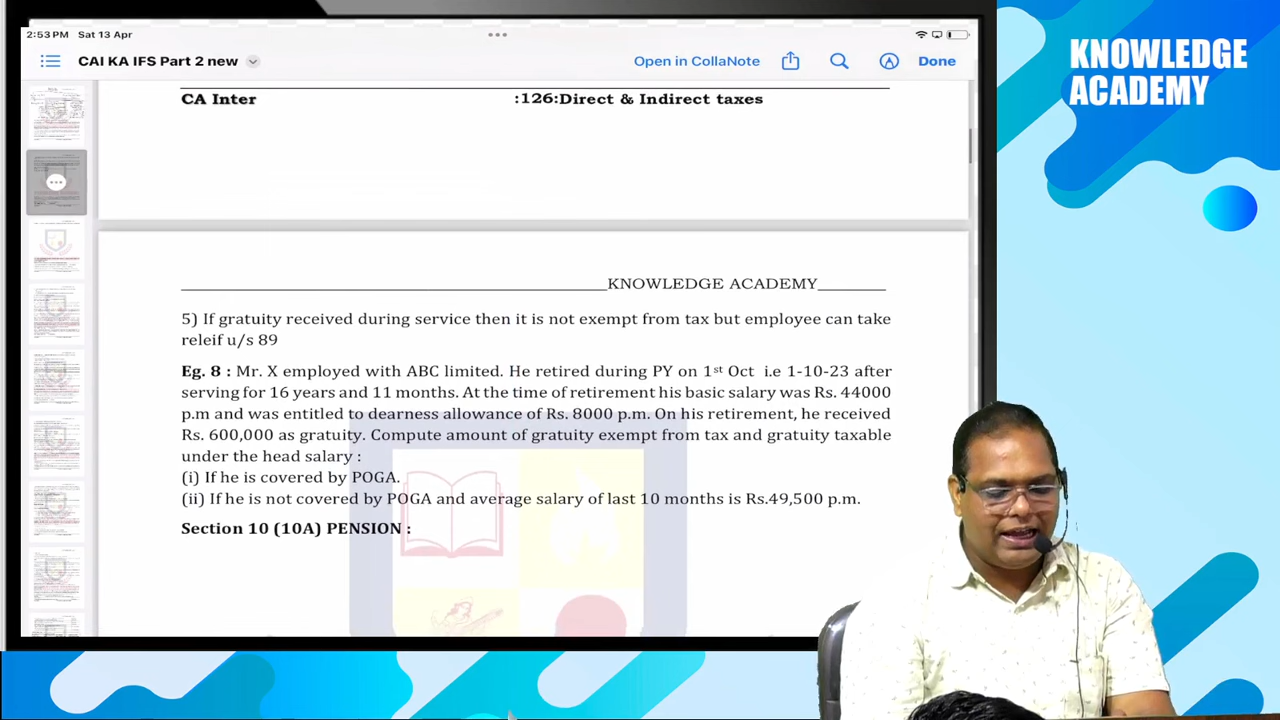 2:53 PM Sat 13 Apr
CAI KA IFS Part 2 new
Open in CollaNote
Done
KNOWLEDGE
ACADEMY
CA Inter
:126:Direct & Indirect taxes
KNOWLEDGE ACADEMY
5) If gratuity received during service then it is not exempt from tax but employee can take
releif u/s 89
Eg. : Mr. X employed with ABC limited. He retired during PY on 1st Oct i.e 1-10-23 after
serving for 16 years and months. At the time of retirement his basic salary was Rs. 44000
p.m and was entitled to dearness allowance of Rs. 8000 p.m. On his retirement, he received
Rs. as gratuity. Compute amount of gratuity exempt from tax and gratuity taxable
under the head salary :
(i) If he is covered by POGA
(ii) If he is not covered by POGA and average salary of last 10 months is Rs.49,500 p.m.
Section 10 (10A) PENSION